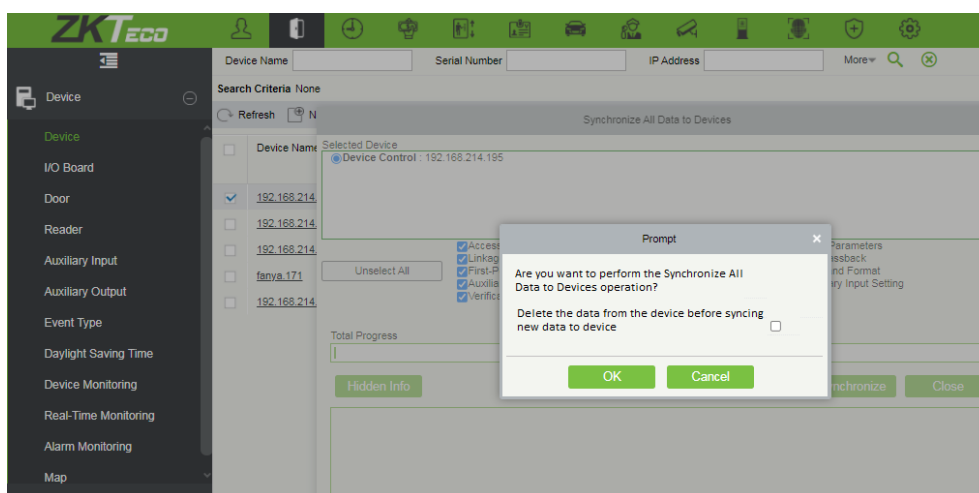 ZKTeco
Device Name
Serial Number
IP Address
More
Search Criteria None
Device
Refresh
Synchronize All Data to Devices
Device
Device Name
Selected Device
Device Control : 192.168.214.195
I/O Board
Door
192.168.214.
Reader
192.168.214.
Prompt
Parameters
Auxiliary Input
192.168.214.
Unselect All
fanya.171
Are you want to perform the Synchronize All
Data to Devices operation?
Auxiliary Output
192.168.214.
Delete the data from the device before syncing
new data to device
Event Type
Total Progress
Daylight Saving Time
OK
Cancel
Device Monitoring
Hidden Info
Close
Real-Time Monitoring
Alarm Monitoring
Map